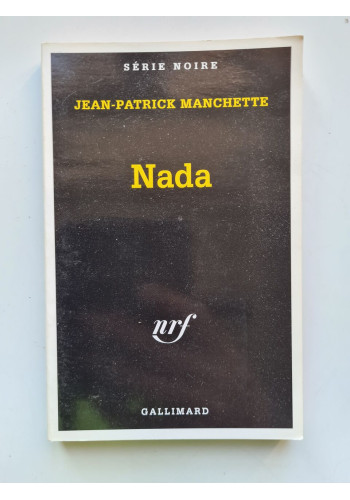 SÉRIE NOIRE
JEAN-PATRICK MANCHETTE
Nada
nrf
GALLIMARD